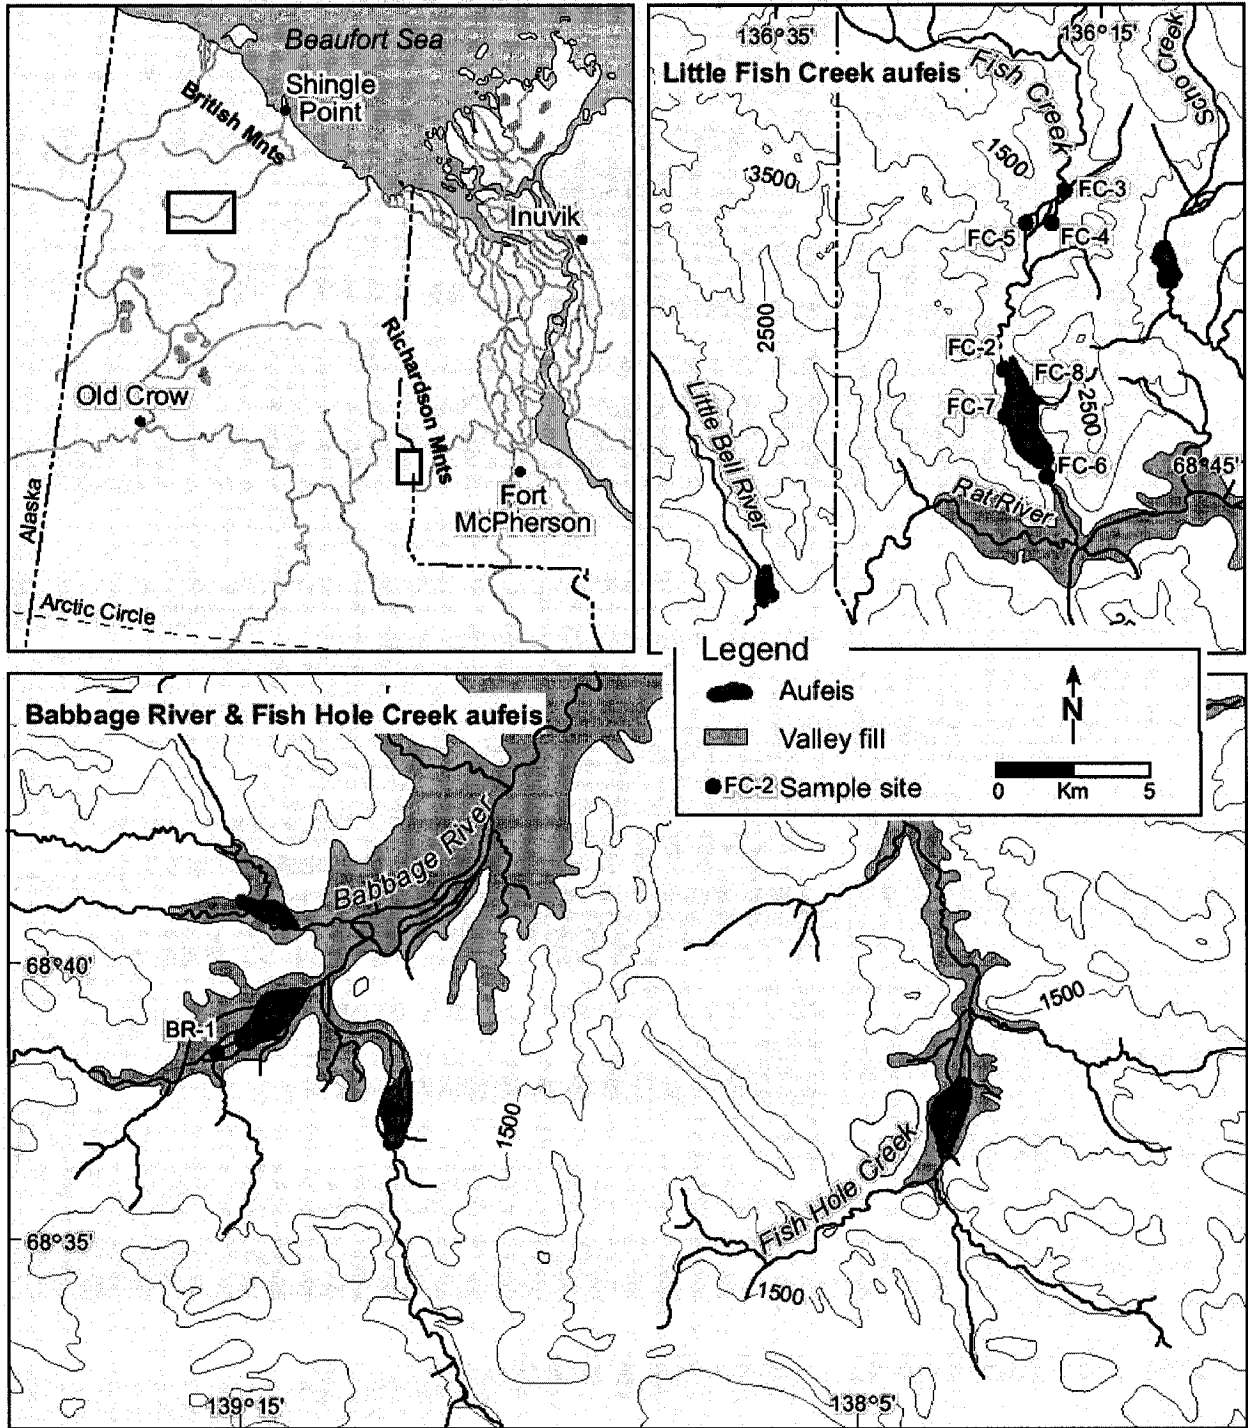 Beaufort Sea
Shingle
Point
British Mnts
Inuvik
Richardson Mnts
Old Crow
Fort
McPherson
Alaska
Arctic Circle
136°35'
136°15'
Little Fish Creek aufeis
Fish Creek
Scho Creek
1500
3500
FC-3
FC-5
FC-4
2500
FC-2
FC-8
FC-7
2500
FC-6
68°45'
Little Bell River
Rat River
Legend
Aufeis
Valley fill
FC-2 Sample site
N
0 Km 5
Babbage River & Fish Hole Creek aufeis
Babbage River
68°40'
BR-1
1500
1500
Fish Hole Creek
68°35'
1500
139°15'
138°5'